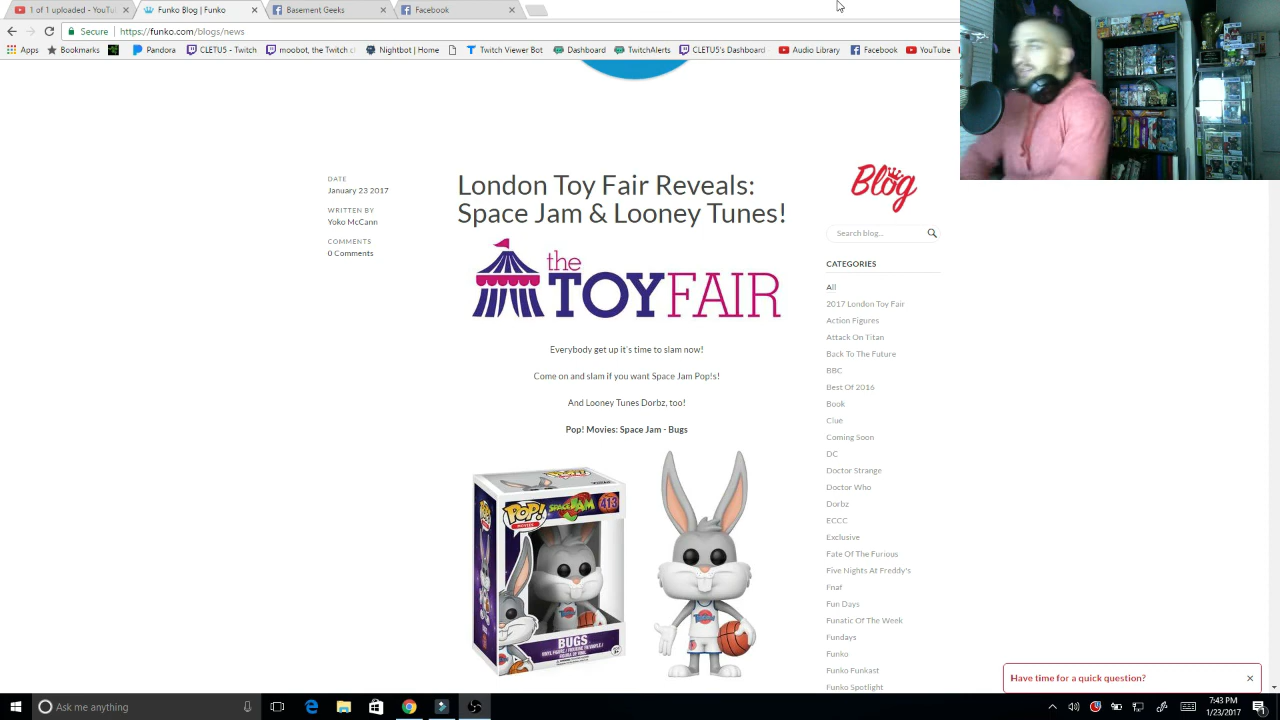 1 of 1 uploaded - YouTub
Funko Blog | Funko
Basement Gamers
Facebook
Secure
https://funko.com/blogs/news
Apps
Bookmarks
Dashboard - Twitch
CLETU5 - Twitch
Moobot, the Twitch c
Nightbot | Home
Twitch Viewer Bot
Dashboard
TwitchAlerts
CLETU5's Dashboard
Audio Library
Facebook
YouTube
DATE
January 23 2017
WRITTEN BY
Yoko McCann
COMMENTS
0 Comments
London Toy Fair Reveals:
Space Jam & Looney Tunes!
the
TOYFAIR
Everybody get up it's time to slam now!
Come on and slam if you want Space Jam Pop!s!
And Looney Tunes Dorbz, too!
Pop! Movies: Space Jam - Bugs
POP!
MOVIES
SPACE JAM
413
BUGS
Blog
Search blog...
CATEGORIES
All
2017 London Toy Fair
Action Figures
Attack On Titan
Back To The Future
BBC
Best Of 2016
Book
Clue
Coming Soon
DC
Doctor Strange
Doctor Who
Dorbz
ECCC
Exclusive
Fate Of The Furious
Five Nights At Freddy's
Fnaf
Fun Days
Funatic Of The Week
Fundays
Funko
Funko Funkast
Funko Spotlight
Have time for a quick question?
Ask me anything
7:43 PM
1/23/2017